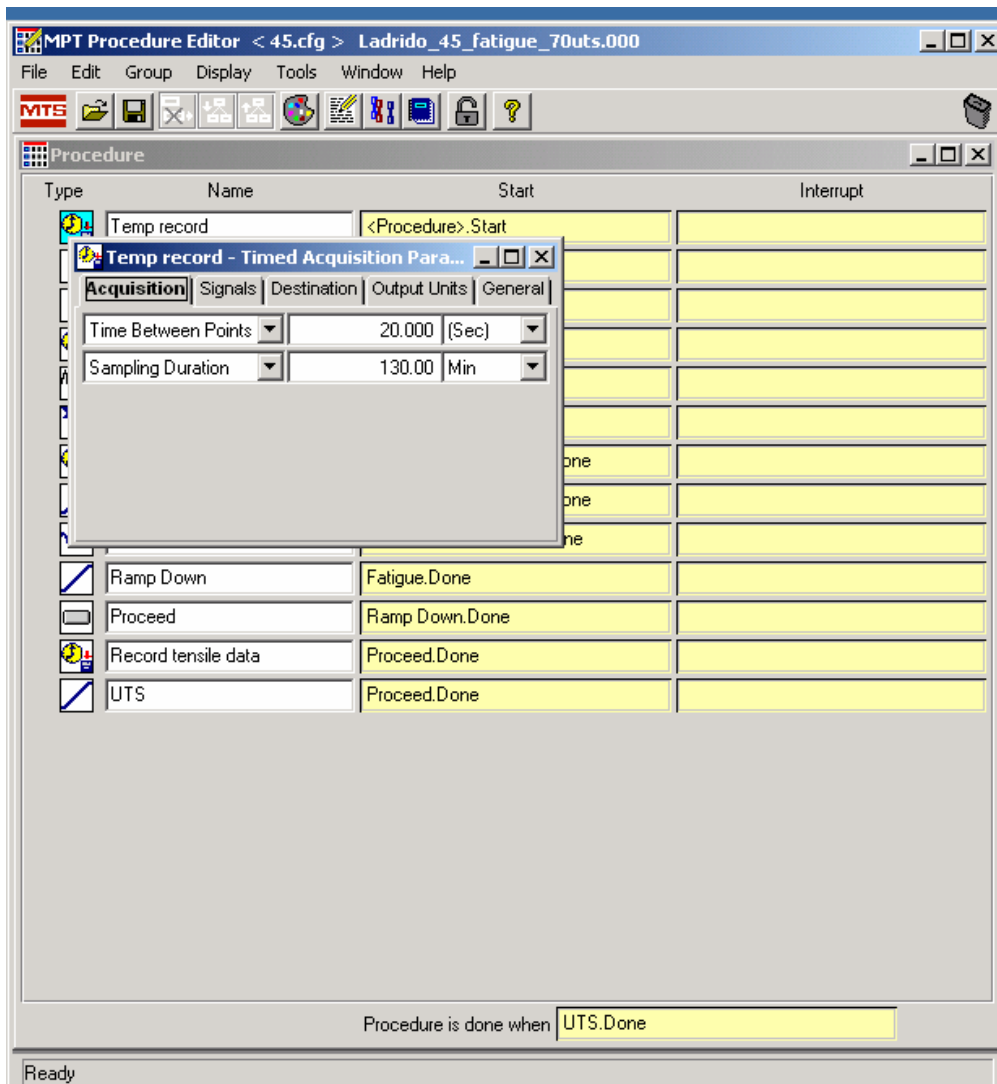 MPT Procedure Editor < 45.cfg > Ladrido_45_fatigue_70uts.000
File Edit Group Display Tools Window Help
MTS
Procedure
Type Name Start Interrupt
Temp record <Procedure>.Start
Temp record - Timed Acquisition Para...
Acquisition Signals Destination Output Units General
Time Between Points 20.000 (Sec)
Sampling Duration 130.00 Min
one
one
ne
Ramp Down Fatigue.Done
Proceed Ramp Down.Done
Record tensile data Proceed.Done
UTS Proceed.Done
Procedure is done when UTS.Done
Ready